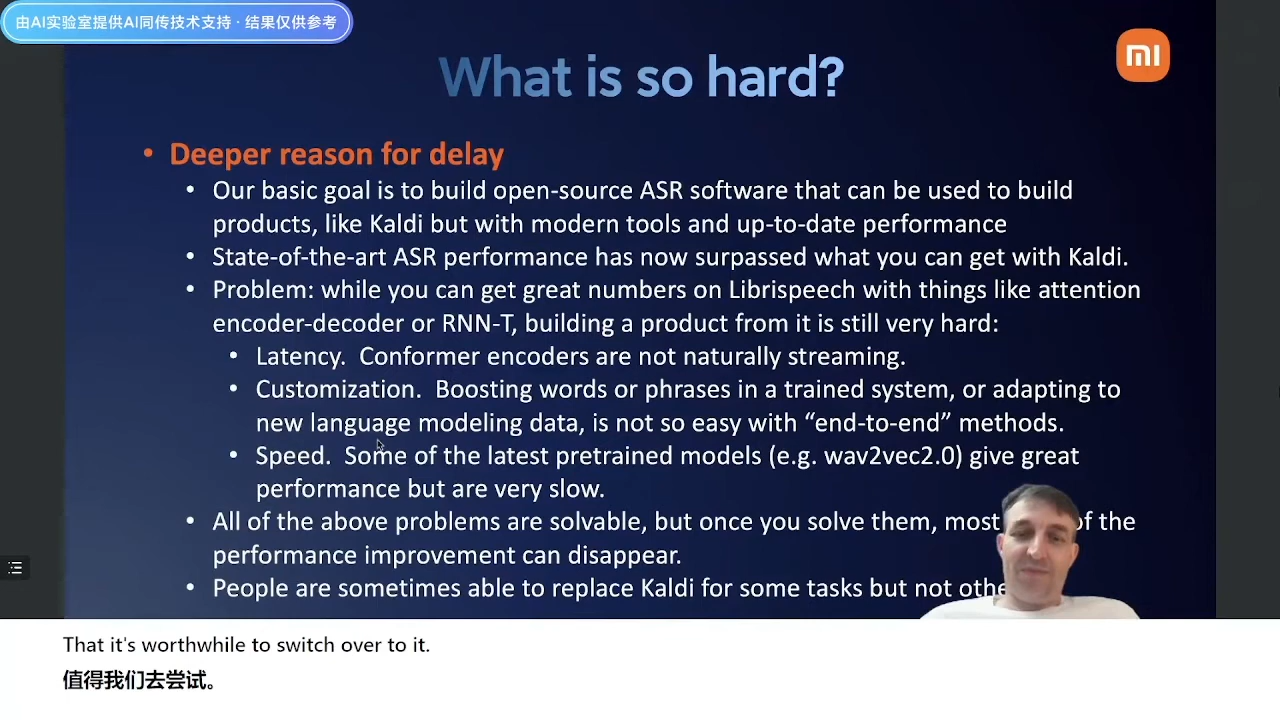 由AI实验室提供AI同传技术支持 · 结果仅供参考
mi
What is so hard?
• Deeper reason for delay
• Our basic goal is to build open-source ASR software that can be used to build
products, like Kaldi but with modern tools and up-to-date performance
• State-of-the-art ASR performance has now surpassed what you can get with Kaldi.
• Problem: while you can get great numbers on Librispeech with things like attention
encoder-decoder or RNN-T, building a product from it is still very hard:
• Latency. Conformer encoders are not naturally streaming.
• Customization. Boosting words or phrases in a trained system, or adapting to
new language modeling data, is not so easy with “end-to-end” methods.
• Speed. Some of the latest pretrained models (e.g. wav2vec2.0) give great
performance but are very slow.
• All of the above problems are solvable, but once you solve them, most of the
performance improvement can disappear.
• People are sometimes able to replace Kaldi for some tasks but not
That it's worthwhile to switch over to it.
值得我们去尝试。